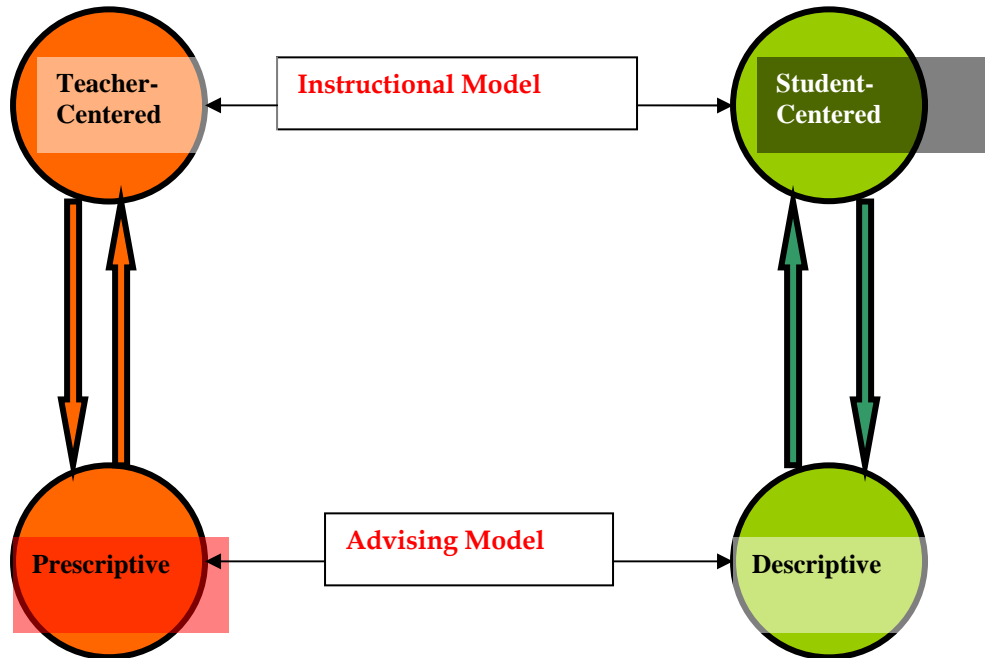 Teacher-
Centered
Instructional Model
Student-
Centered
Prescriptive
Advising Model
Descriptive